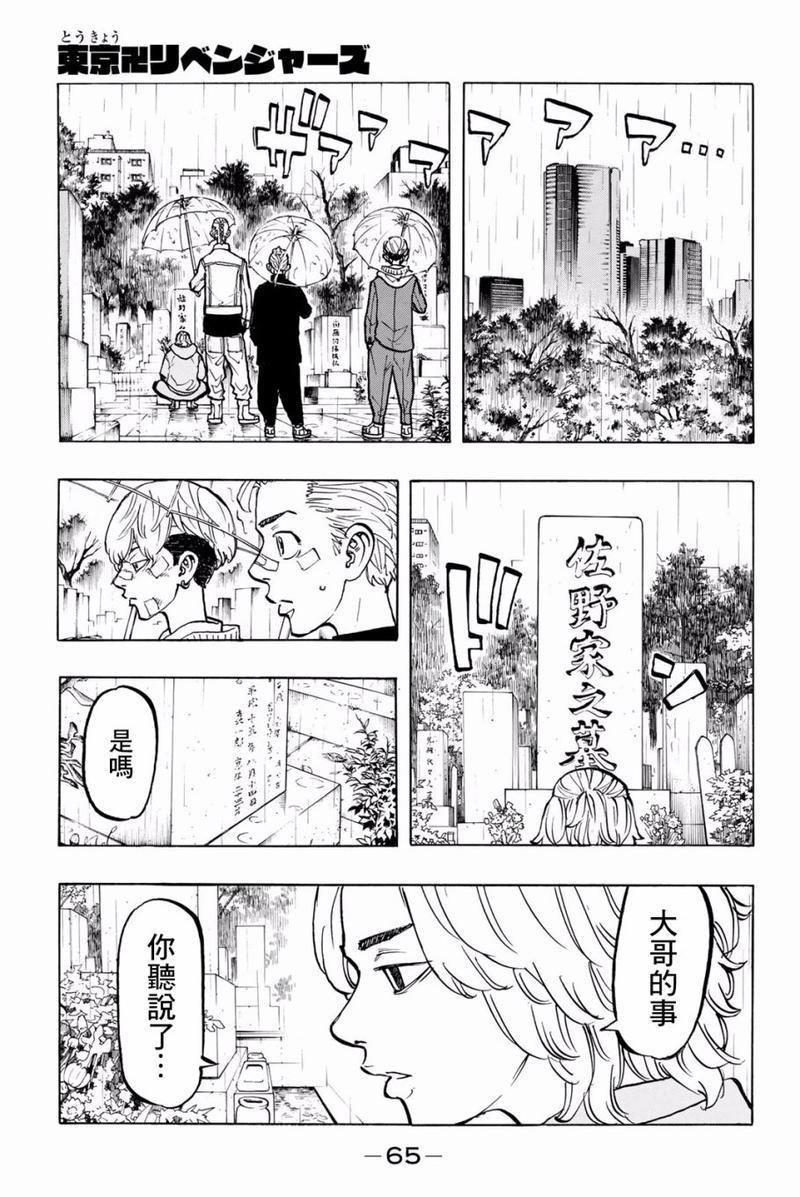 とうきょう
東京卍リベンジャーズ
ァァァ…
ザァァァ
佐野家之墓
ドン
是嗎
大哥的事
你聽說了…
—65—